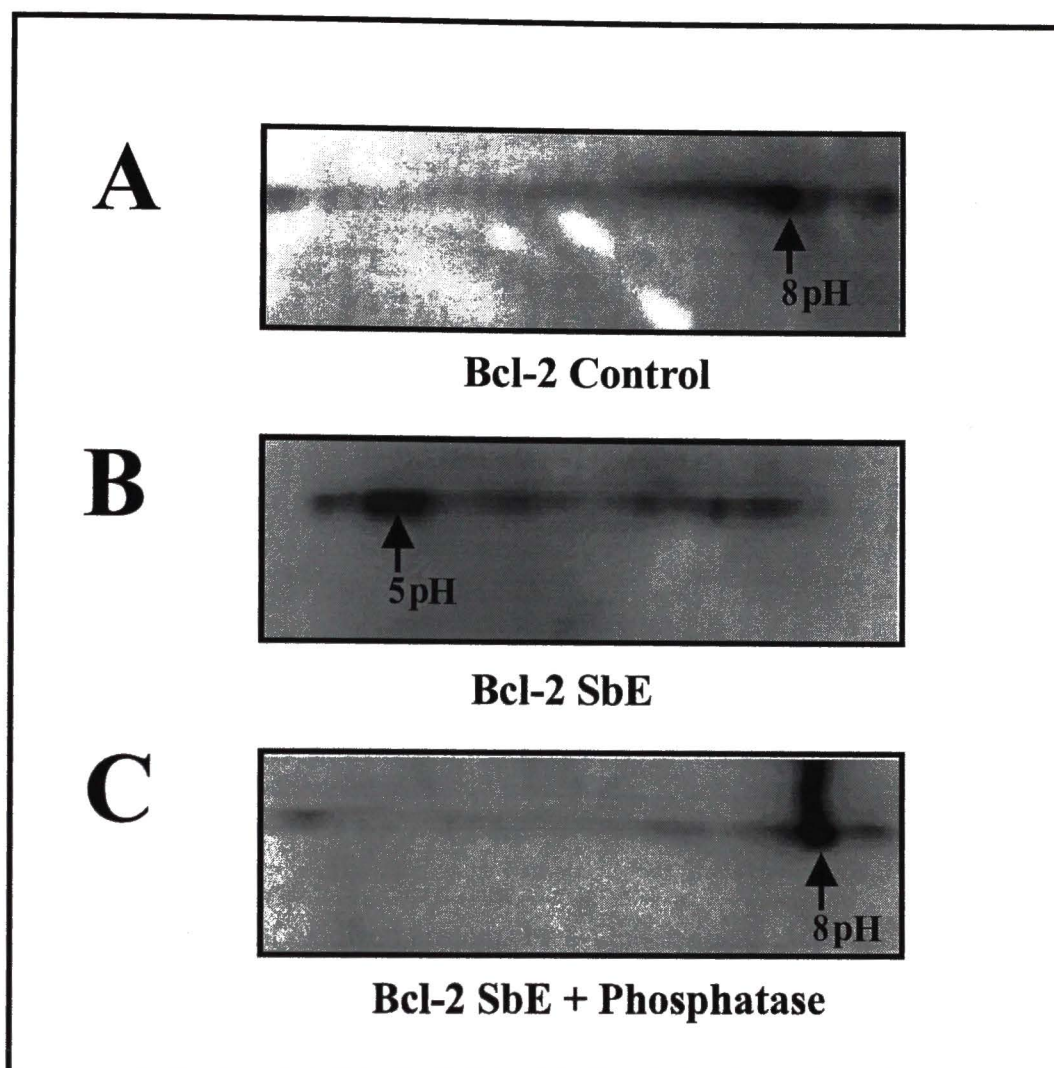 A
8pH
Bcl-2 Control
B
5pH
Bcl-2 SbE
C
8pH
Bcl-2 SbE + Phosphatase